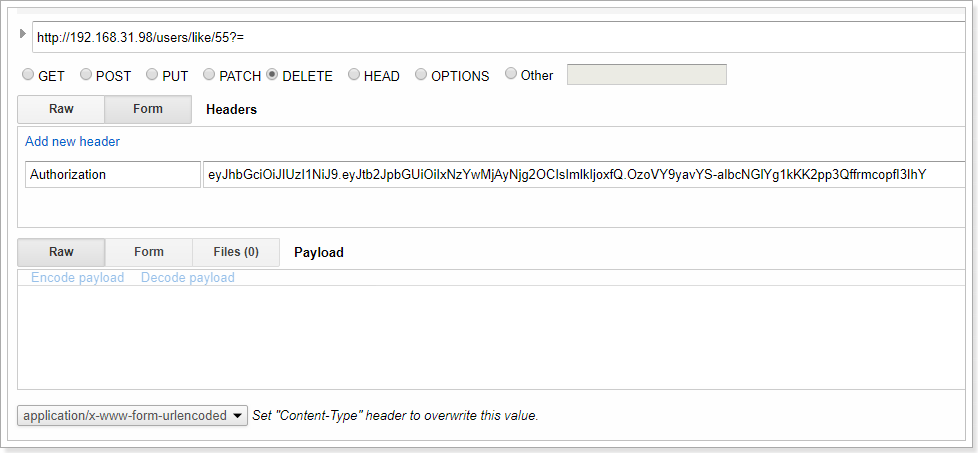 http://192.168.31.98/users/like/55?=
GET POST PUT PATCH DELETE HEAD OPTIONS Other
Raw Form Headers
Add new header
Authorization eyJhbGciOiJIUzI1NiJ9.eyJtb2JpbGUiOiIxNzYwMjAyNjg2OCIsImlkIjoxfQ.OzoVY9yavYS-albcNGlYg1kKK2pp3Qffrmcopfl3IhY
Raw Form Files (0) Payload
Encode payload Decode payload
application/x-www-form-urlencoded Set "Content-Type" header to overwrite this value.